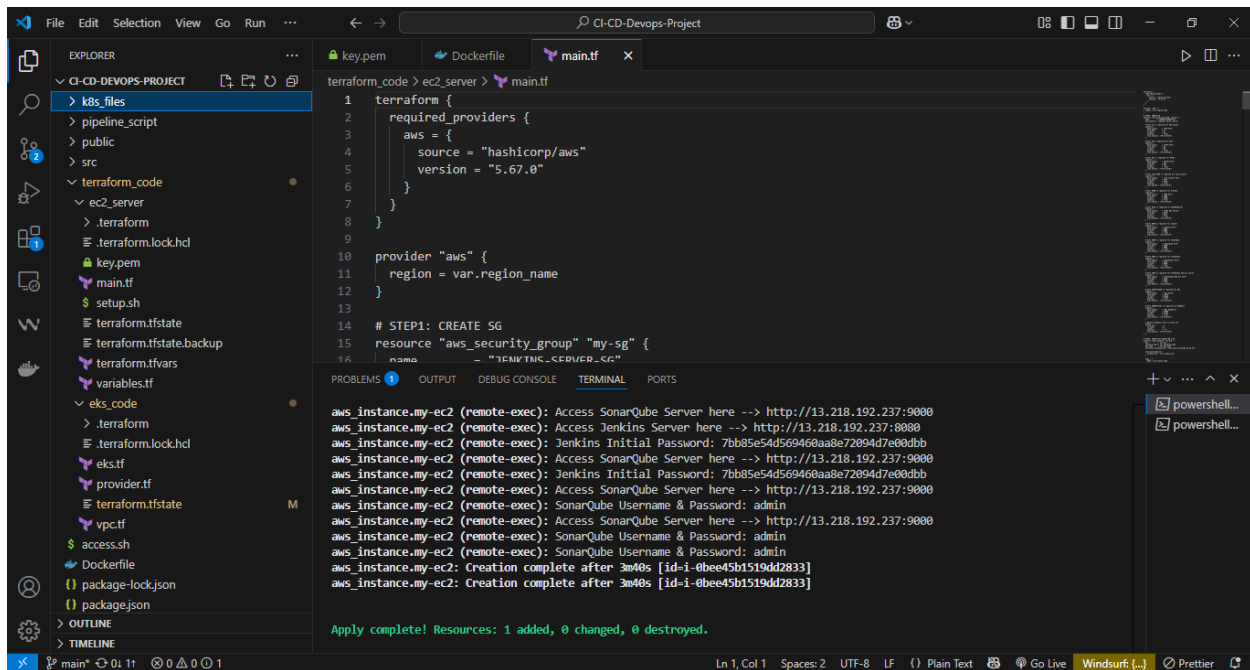 File Edit Selection View Go Run ··· ← → CI-CD-Devops-Project
EXPLORER ···
CI-CD-DEVOPS-PROJECT
k8s_files
pipeline_script
public
src
terraform_code
ec2_server
.terraform
.terraform.lock.hcl
key.pem
main.tf
setup.sh
terraform.tfstate
terraform.tfstate.backup
terraform.tfvars
variables.tf
eks_code
.terraform
.terraform.lock.hcl
eks.tf
provider.tf
terraform.tfstate M
vpc.tf
access.sh
Dockerfile
package-lock.json
package.json
OUTLINE
TIMELINE
2
1
key.pem Dockerfile main.tf ×
terraform_code > ec2_server > main.tf
1 terraform {
2 required_providers {
3 aws = {
4 source = "hashicorp/aws"
5 version = "5.67.0"
6 }
7 }
8 }
9
10 provider "aws" {
11 region = var.region_name
12 }
13
14 # STEP1: CREATE SG
15 resource "aws_security_group" "my-sg" {
16 name = "JENKINS-SERVER-SG"
PROBLEMS 1 OUTPUT DEBUG CONSOLE TERMINAL PORTS
aws_instance.my-ec2 (remote-exec): Access SonarQube Server here --> http://13.218.192.237:9000
aws_instance.my-ec2 (remote-exec): Access Jenkins Server here --> http://13.218.192.237:8080
aws_instance.my-ec2 (remote-exec): Jenkins Initial Password: 7bb85e54d569460aa8e72094d7e00dbb
aws_instance.my-ec2 (remote-exec): Access SonarQube Server here --> http://13.218.192.237:9000
aws_instance.my-ec2 (remote-exec): Jenkins Initial Password: 7bb85e54d569460aa8e72094d7e00dbb
aws_instance.my-ec2 (remote-exec): Access SonarQube Server here --> http://13.218.192.237:9000
aws_instance.my-ec2 (remote-exec): SonarQube Username & Password: admin
aws_instance.my-ec2 (remote-exec): Access SonarQube Server here --> http://13.218.192.237:9000
aws_instance.my-ec2 (remote-exec): SonarQube Username & Password: admin
aws_instance.my-ec2 (remote-exec): SonarQube Username & Password: admin
aws_instance.my-ec2: Creation complete after 3m40s [id=i-0bee45b1519dd2833]
aws_instance.my-ec2: Creation complete after 3m40s [id=i-0bee45b1519dd2833]
Apply complete! Resources: 1 added, 0 changed, 0 destroyed.
powershell...
powershell...
main* 0↓ 1↑ 0 0 0 1 Ln 1, Col 1 Spaces: 2 UTF-8 LF {} Plain Text Go Live Windsurf: {...} Prettier